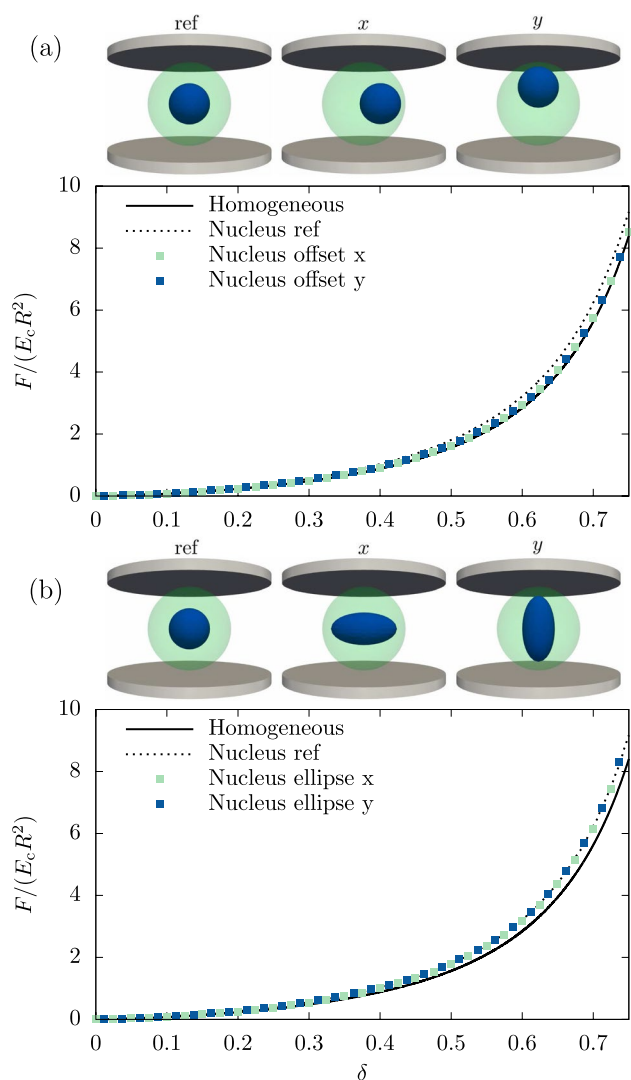 (a)
ref
x
y
10
8
6
4
2
0
F/(E_c R^2)
Homogeneous
Nucleus ref
Nucleus offset x
Nucleus offset y
0 0.1 0.2 0.3 0.4 0.5 0.6 0.7
(b)
ref
x
y
10
8
6
4
2
0
F/(E_c R^2)
Homogeneous
Nucleus ref
Nucleus ellipse x
Nucleus ellipse y
0 0.1 0.2 0.3 0.4 0.5 0.6 0.7
δ